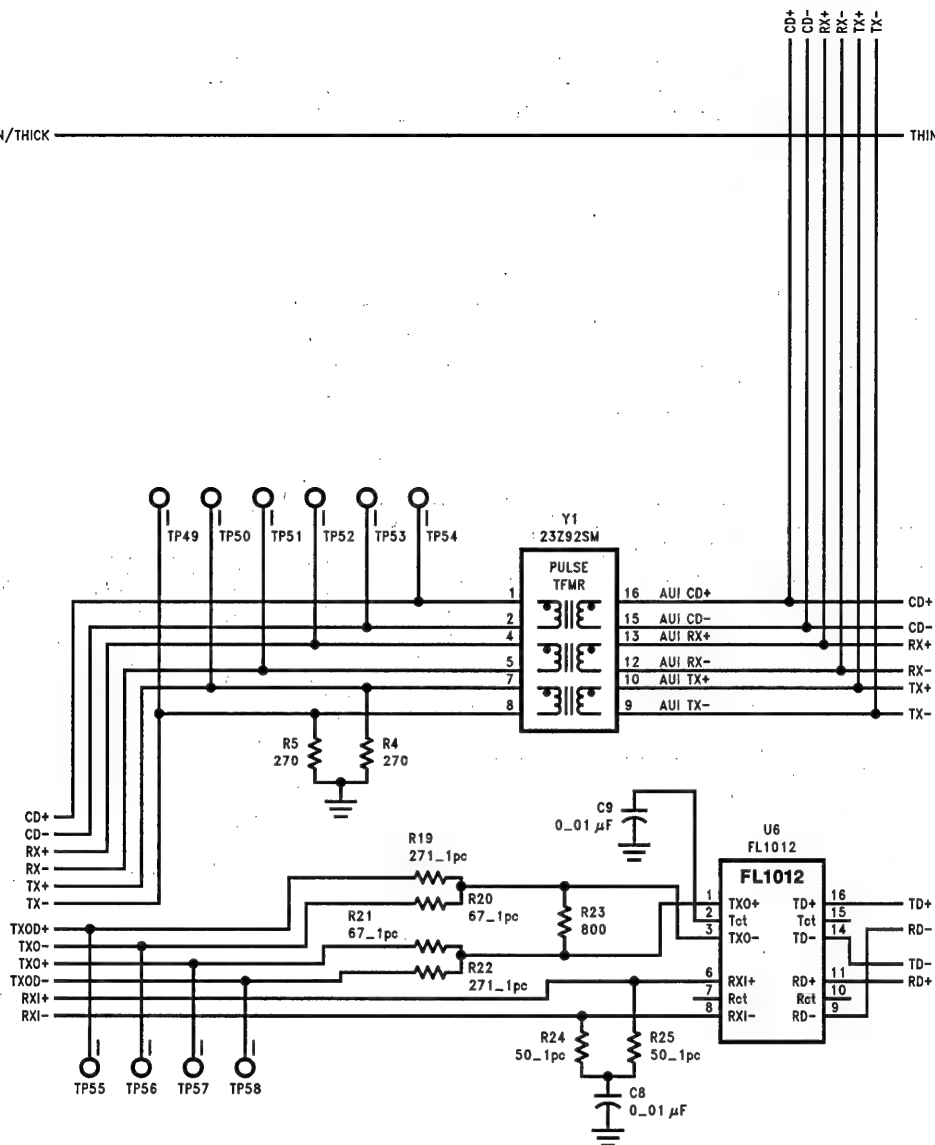 CD+
CD-
RX+
RX-
TX+
TX-
N/THICK
THIN
TP49
TP50
TP51
TP52
TP53
TP54
Y1
23Z92SM
PULSE
TFMR
1
2
4
5
7
8
16 AUI CD+
15 AUI CD-
13 AUI RX+
12 AUI RX-
10 AUI TX+
9 AUI TX-
CD+
CD-
RX+
RX-
TX+
TX-
R5
270
R4
270
CD+
CD-
RX+
RX-
TX+
TX-
TXOD+
TXO-
TXO+
TXOD-
RXI+
RXI-
C9
0_01 µF
R19
271_1pc
R20
67_1pc
R21
67_1pc
R22
271_1pc
R23
800
U6
FL1012
FL1012
1 TXO+ TD+ 16
2 Tct Tct 15
3 TXO- TD- 14
6 RXI+ RD+ 11
7 Rct Rct 10
8 RXI- RD- 9
TD+
RD-
TD-
RD+
R24
50_1pc
R25
50_1pc
C8
0_01 µF
TP55
TP56
TP57
TP58